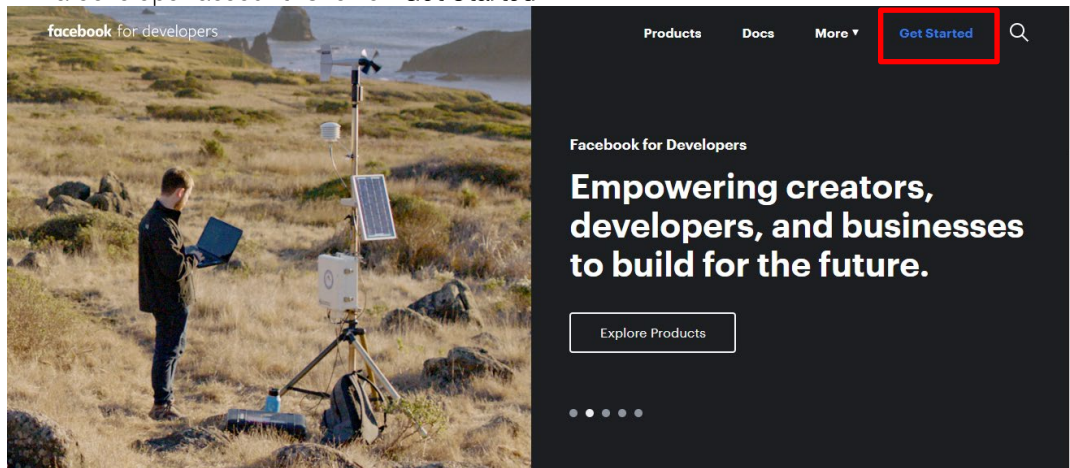 facebook for developers
Products Docs More ▾ Get Started
Facebook for Developers
Empowering creators,
developers, and businesses
to build for the future.
Explore Products